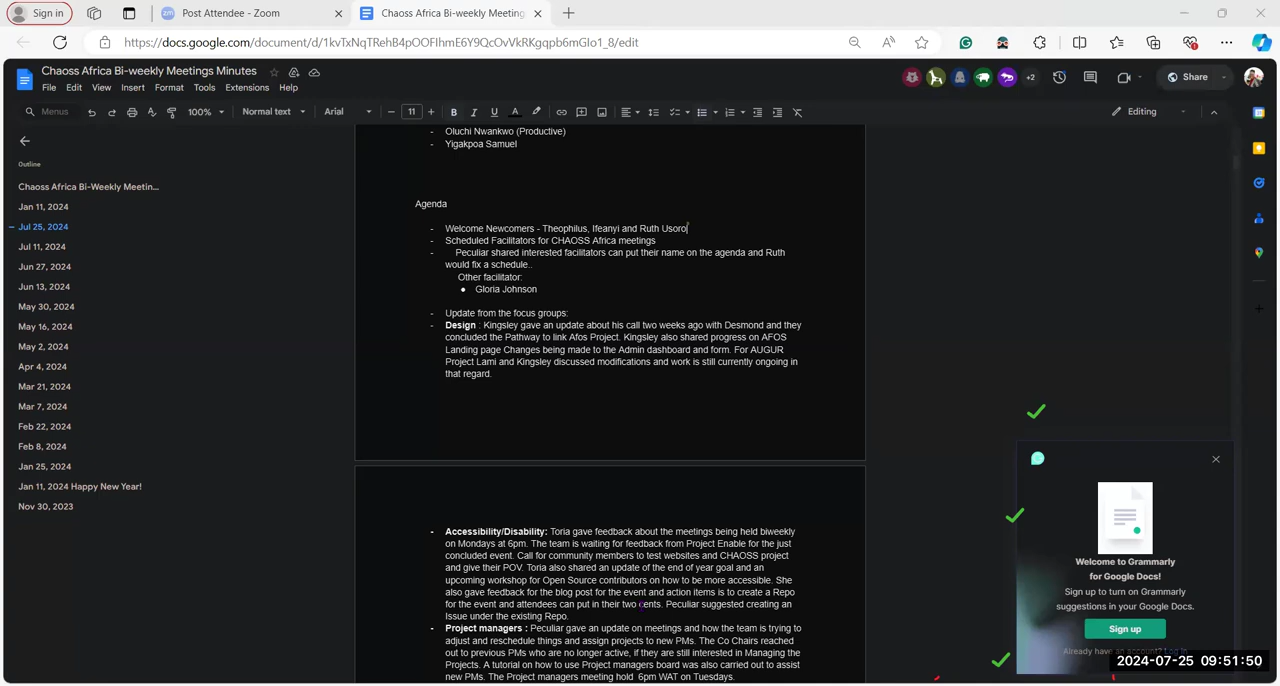 Sign in
Post Attendee - Zoom
Chaoss Africa Bi-weekly Meeting
https://docs.google.com/document/d/1kvTxNqTRehB4pOOFIhmE6Y9QcOvVkRKgqpb6mGIo1_8/edit
Chaoss Africa Bi-weekly Meetings Minutes
File Edit View Insert Format Tools Extensions Help
+2
Share
Menus
100%
Normal text
Arial
11
Editing
Outline
Chaoss Africa Bi-Weekly Meetin...
Jan 11, 2024
Jul 25, 2024
Jul 11, 2024
Jun 27, 2024
Jun 13, 2024
May 30, 2024
May 16, 2024
May 2, 2024
Apr 4, 2024
Mar 21, 2024
Mar 7, 2024
Feb 22, 2024
Feb 8, 2024
Jan 25, 2024
Jan 11, 2024 Happy New Year!
Nov 30, 2023
- Oluchi Nwankwo (Productive)
- Yigakpoa Samuel
Agenda
- Welcome Newcomers - Theophilus, Ifeanyi and Ruth Usoro
- Scheduled Facilitators for CHAOSS Africa meetings
- Peculiar shared interested facilitators can put their name on the agenda and Ruth
would fix a schedule..
Other facilitator:
● Gloria Johnson
- Update from the focus groups:
- Design : Kingsley gave an update about his call two weeks ago with Desmond and they
concluded the Pathway to link Afos Project. Kingsley also shared progress on AFOS
Landing page Changes being made to the Admin dashboard and form. For AUGUR
Project Lami and Kingsley discussed modifications and work is still currently ongoing in
that regard.
- Accessibility/Disability: Toria gave feedback about the meetings being held biweekly
on Mondays at 6pm. The team is waiting for feedback from Project Enable for the just
concluded event. Call for community members to test websites and CHAOSS project
and give their POV. Toria also shared an update of the end of year goal and an
upcoming workshop for Open Source contributors on how to be more accessible. She
also gave feedback for the blog post for the event and action items is to create a Repo
for the event and attendees can put in their two cents. Peculiar suggested creating an
Issue under the existing Repo.
- Project managers : Peculiar gave an update on meetings and how the team is trying to
adjust and reschedule things and assign projects to new PMs. The Co Chairs reached
out to previous PMs who are no longer active, if they are still interested in Managing the
Projects. A tutorial on how to use Project managers board was also carried out to assist
new PMs. The Project managers meeting hold 6pm WAT on Tuesdays.
Welcome to Grammarly
for Google Docs!
Sign up to turn on Grammarly
suggestions in your Google Docs.
Sign up
Already have an account? Log in
2024-07-25 09:51:50